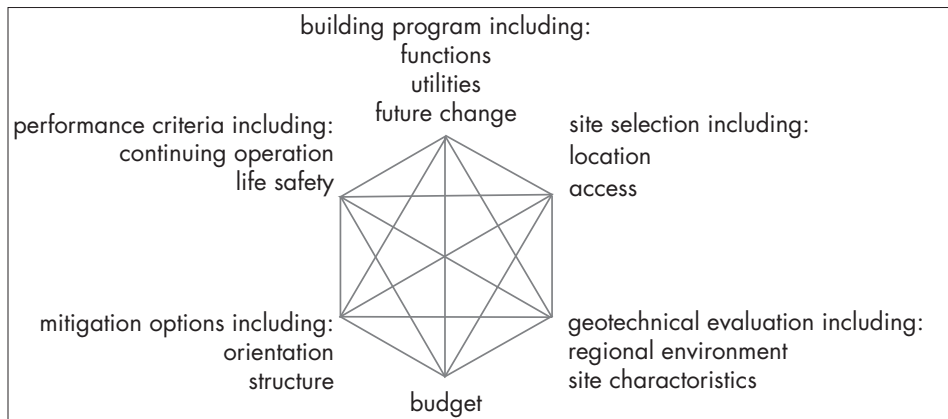 building program including:
functions
utilities
future change
performance criteria including:
continuing operation
life safety
site selection including:
location
access
mitigation options including:
orientation
structure
geotechnical evaluation including:
regional environment
site charactoristics
budget